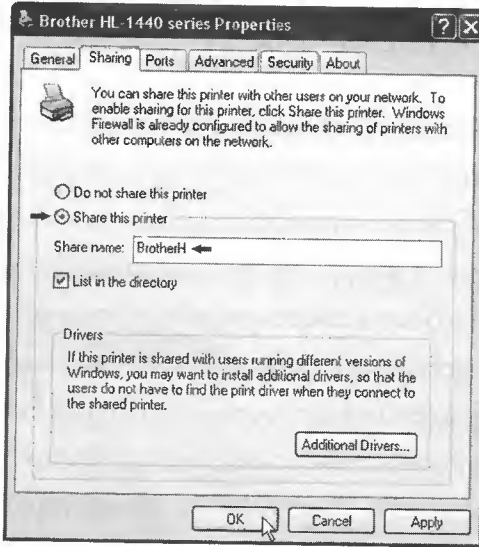 Brother HL-1440 series Properties
General Sharing Ports Advanced Security About
You can share this printer with other users on your network. To
enable sharing for this printer, click Share this printer. Windows
Firewall is already configured to allow the sharing of printers with
other computers on the network.
Do not share this printer
Share this printer
Share name: BrotherH
List in the directory
Drivers
If this printer is shared with users running different versions of
Windows, you may want to install additional drivers, so that the
users do not have to find the print driver when they connect to
the shared printer.
Additional Drivers...
OK Cancel Apply